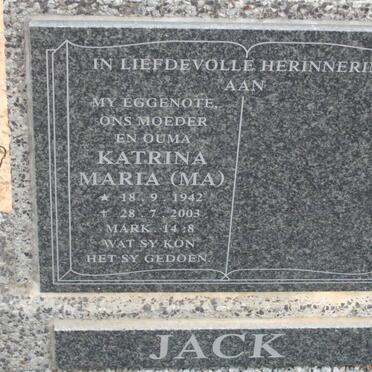 IN LIEFDEVOLLE HERINNERI
AAN
MY EGGENOTE,
ONS MOEDER
EN OUMA
KATRINA
MARIA (MA)
★ 18. 9. 1942
✝ 28. 7. 2003
MARK. 14:8
WAT SY KON
HET SY GEDOEN.
JACK